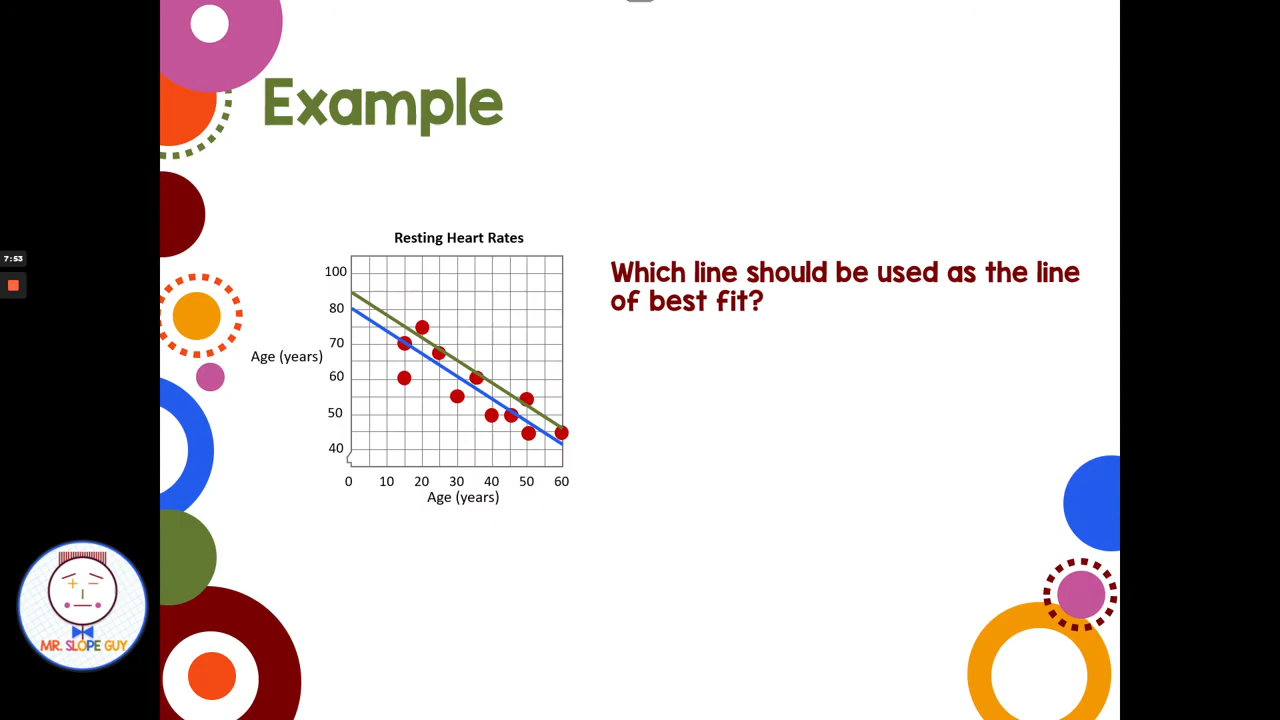 Example
7:53
Resting Heart Rates
Which line should be used as the line
of best fit?
100
80
70
Age (years)
60
50
40
0 10 20 30 40 50 60
Age (years)
MR. SLOPE GUY